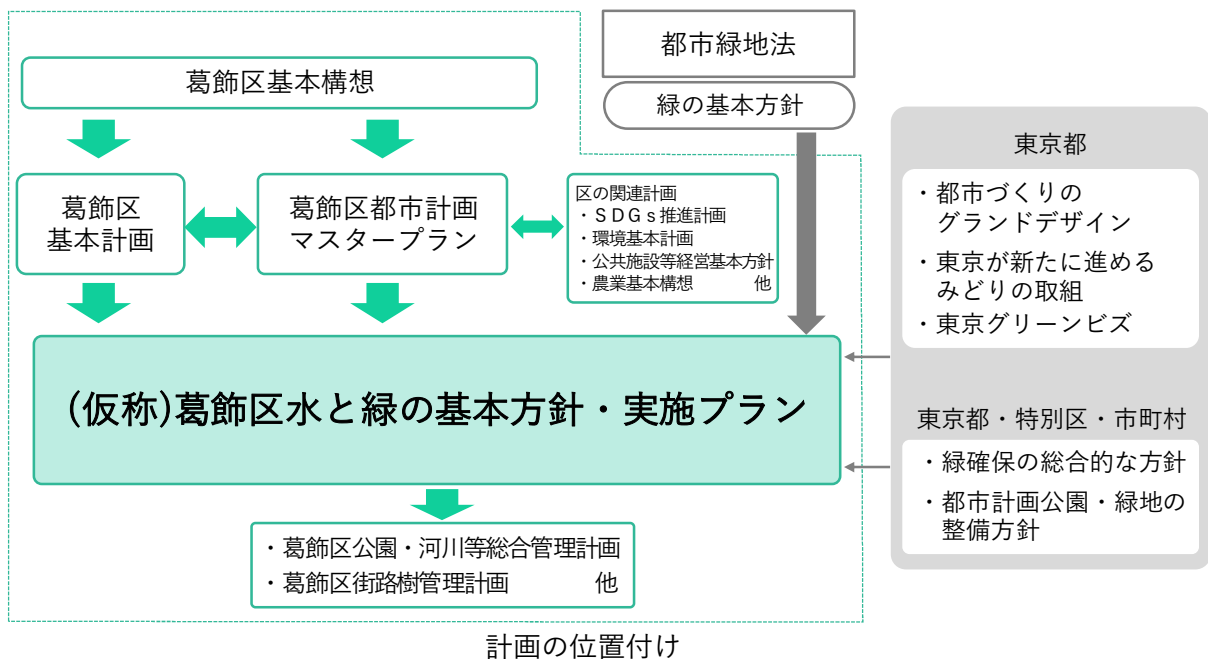 都市緑地法
緑の基本方針
葛飾区基本構想
葛飾区
基本計画
葛飾区都市計画
マスタープラン
区の関連計画
・SDGs推進計画
・環境基本計画
・公共施設等経営基本方針
・農業基本構想　他
東京都
・都市づくりの
グランドデザイン
・東京が新たに進める
みどりの取組
・東京グリーンビズ
(仮称)葛飾区水と緑の基本方針・実施プラン
東京都・特別区・市町村
・緑確保の総合的な方針
・都市計画公園・緑地の
整備方針
・葛飾区公園・河川等総合管理計画
・葛飾区街路樹管理計画　他
計画の位置付け